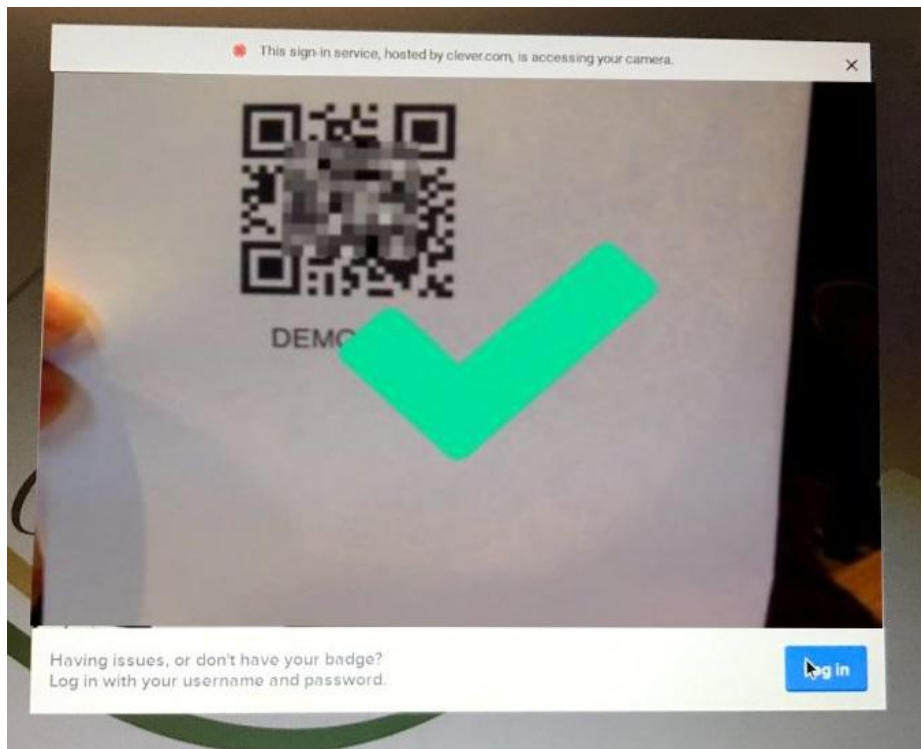 This sign-in service, hosted by clever.com, is accessing your camera.
DEMO
Having issues, or don't have your badge?
Log in with your username and password.
Log in